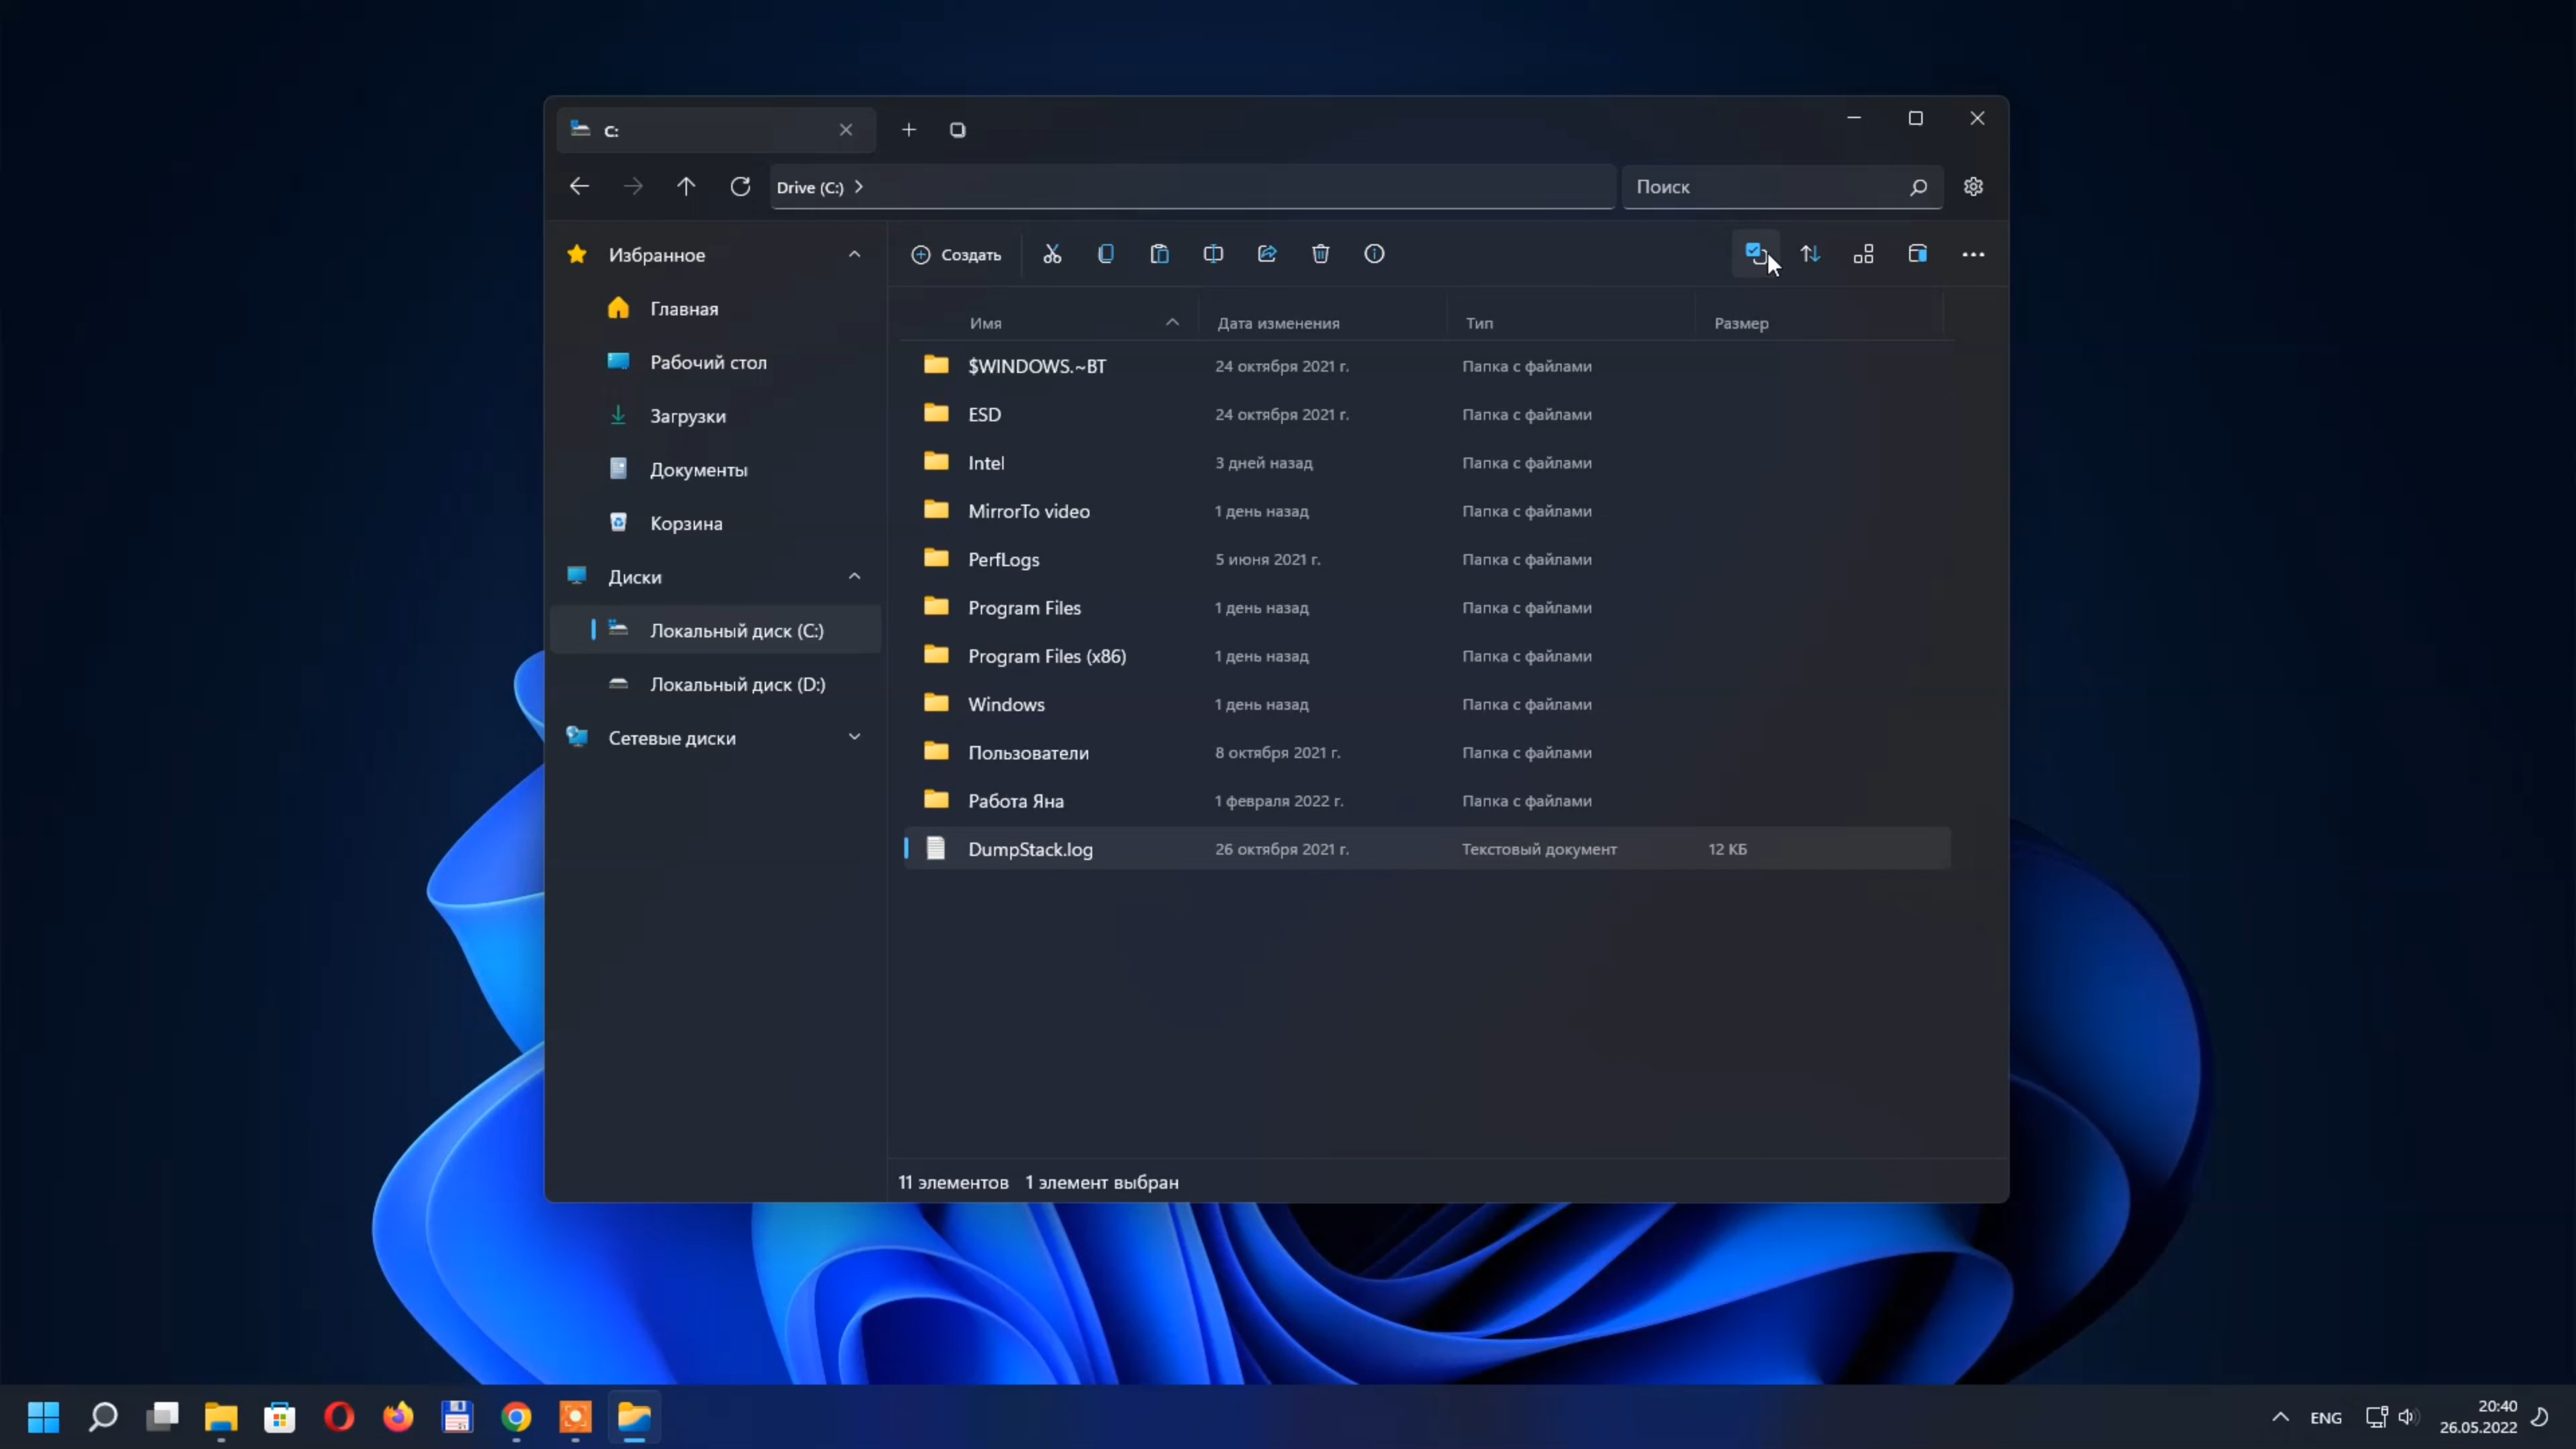 C:
Drive (C:)
Поиск
Избранное
Создать
Главная
Имя Дата изменения Тип Размер
Рабочий стол
$WINDOWS.~BT 24 октября 2021 г. Папка с файлами
Загрузки
ESD 24 октября 2021 г. Папка с файлами
Документы
Intel 3 дней назад Папка с файлами
Корзина
MirrorTo video 1 день назад Папка с файлами
Диски
PerfLogs 5 июня 2021 г. Папка с файлами
Локальный диск (C:)
Program Files 1 день назад Папка с файлами
Локальный диск (D:)
Program Files (x86) 1 день назад Папка с файлами
Сетевые диски
Windows 1 день назад Папка с файлами
Пользователи 8 октября 2021 г. Папка с файлами
Работа Яна 1 февраля 2022 г. Папка с файлами
DumpStack.log 26 октября 2021 г. Текстовый документ 12 КБ
11 элементов 1 элемент выбран
ENG
20:40
26.05.2022